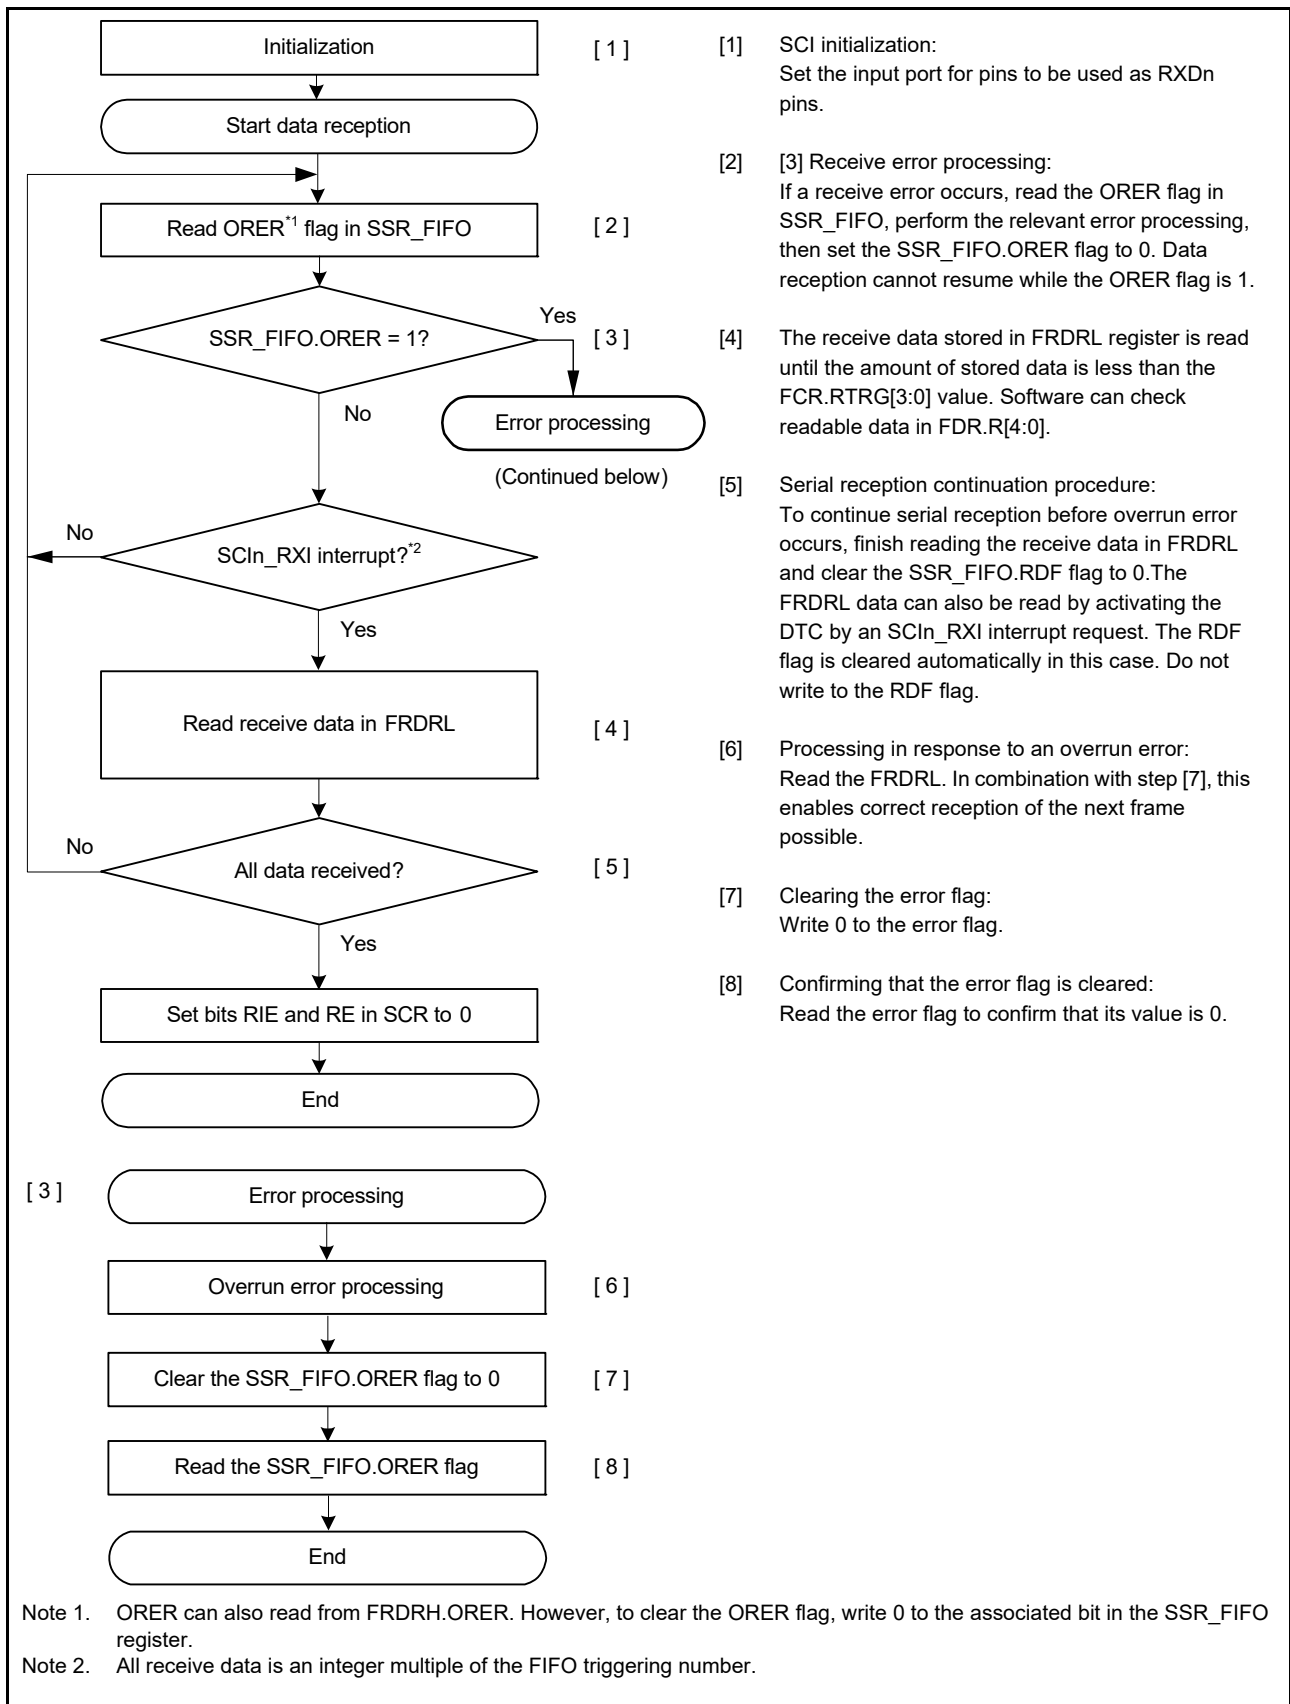 Initialization
[ 1 ]
Start data reception
Read ORER*1 flag in SSR_FIFO
[ 2 ]
SSR_FIFO.ORER = 1?
Yes
[ 3 ]
No
Error processing
(Continued below)
No
SCIn_RXI interrupt?*2
Yes
Read receive data in FRDRL
[ 4 ]
No
All data received?
[ 5 ]
Yes
Set bits RIE and RE in SCR to 0
End
[1] SCI initialization:
Set the input port for pins to be used as RXDn
pins.
[2] [3] Receive error processing:
If a receive error occurs, read the ORER flag in
SSR_FIFO, perform the relevant error processing,
then set the SSR_FIFO.ORER flag to 0. Data
reception cannot resume while the ORER flag is 1.
[4] The receive data stored in FRDRL register is read
until the amount of stored data is less than the
FCR.RTRG[3:0] value. Software can check
readable data in FDR.R[4:0].
[5] Serial reception continuation procedure:
To continue serial reception before overrun error
occurs, finish reading the receive data in FRDRL
and clear the SSR_FIFO.RDF flag to 0.The
FRDRL data can also be read by activating the
DTC by an SCIn_RXI interrupt request. The RDF
flag is cleared automatically in this case. Do not
write to the RDF flag.
[6] Processing in response to an overrun error:
Read the FRDRL. In combination with step [7], this
enables correct reception of the next frame
possible.
[7] Clearing the error flag:
Write 0 to the error flag.
[8] Confirming that the error flag is cleared:
Read the error flag to confirm that its value is 0.
[ 3 ]
Error processing
Overrun error processing
[ 6 ]
Clear the SSR_FIFO.ORER flag to 0
[ 7 ]
Read the SSR_FIFO.ORER flag
[ 8 ]
End
Note 1. ORER can also read from FRDRH.ORER. However, to clear the ORER flag, write 0 to the associated bit in the SSR_FIFO
register.
Note 2. All receive data is an integer multiple of the FIFO triggering number.